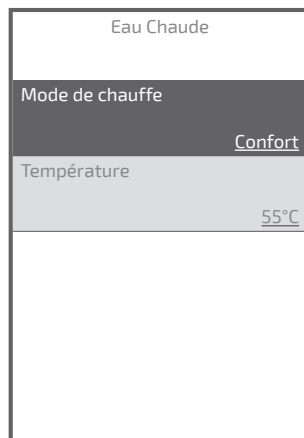 Eau Chaude
Mode de chauffe
Confort
Température
55°C